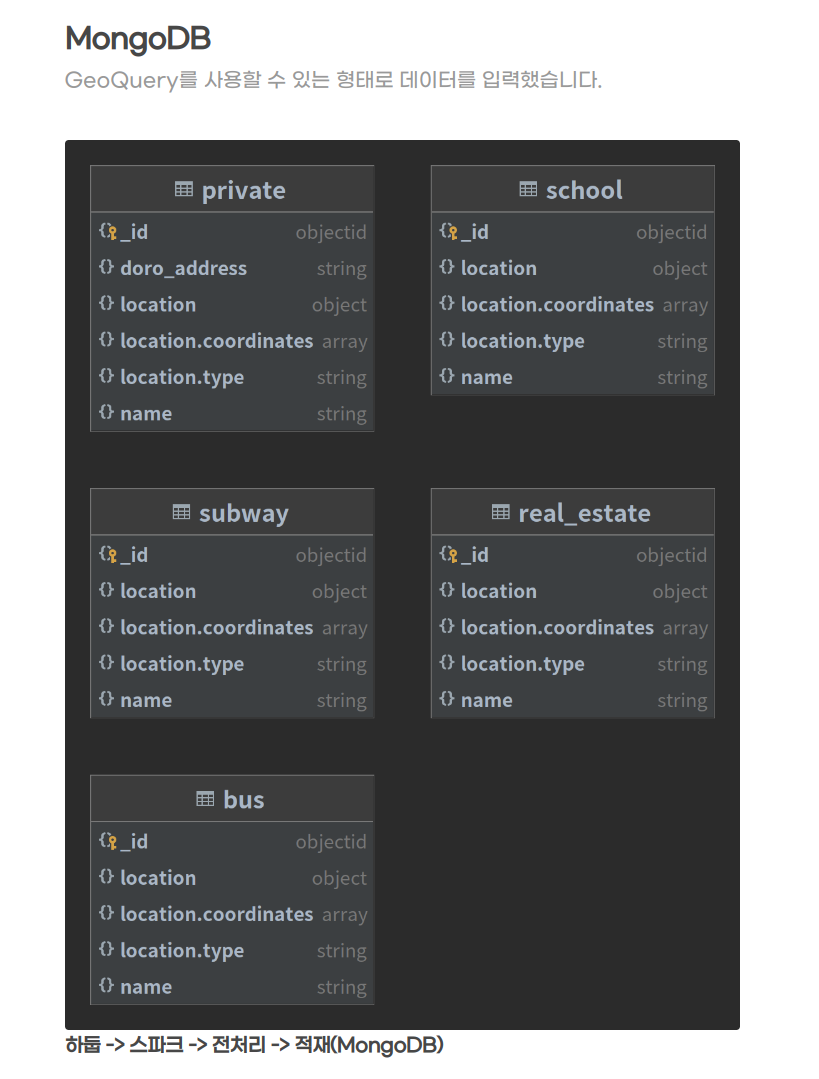 MongoDB
GeoQuery를 사용할 수 있는 형태로 데이터를 입력했습니다.
private
_id objectid
doro_address string
location object
location.coordinates array
location.type string
name string
school
_id objectid
location object
location.coordinates array
location.type string
name string
subway
_id objectid
location object
location.coordinates array
location.type string
name string
real_estate
_id objectid
location object
location.coordinates array
location.type string
name string
bus
_id objectid
location object
location.coordinates array
location.type string
name string
하둡 -> 스파크 -> 전처리 -> 적재(MongoDB)